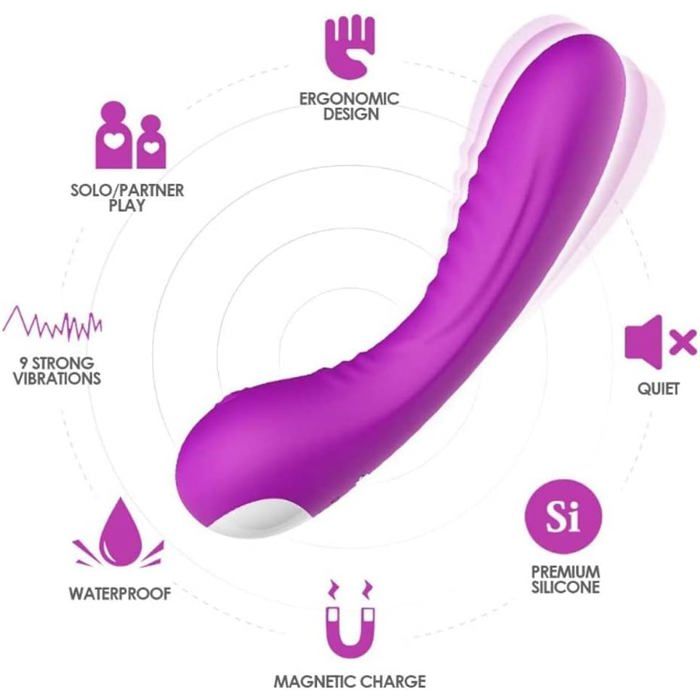 ERGONOMIC
DESIGN
SOLO/PARTNER
PLAY
9 STRONG
VIBRATIONS
QUIET
Si
WATERPROOF
PREMIUM
SILICONE
MAGNETIC CHARGE